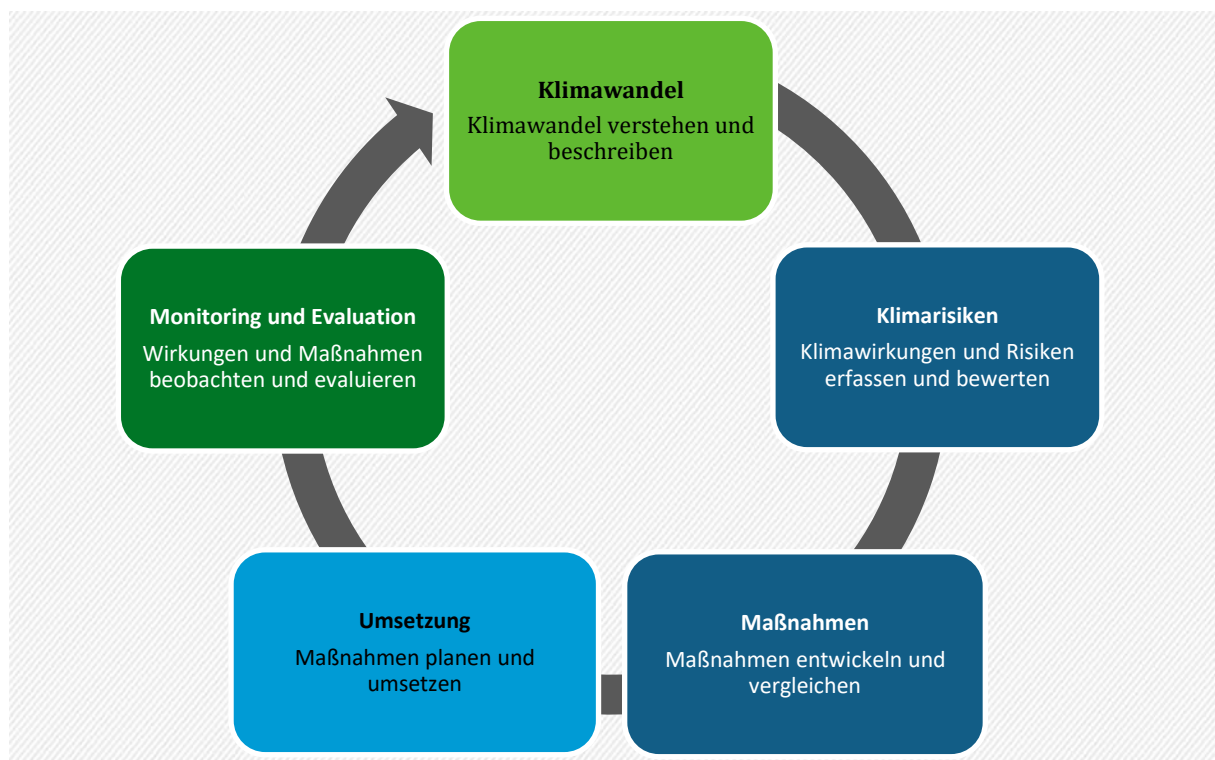 Klimawandel
Klimawandel verstehen und
beschreiben
Klimarisiken
Klimawirkungen und Risiken
erfassen und bewerten
Maßnahmen
Maßnahmen entwickeln und
vergleichen
Umsetzung
Maßnahmen planen und
umsetzen
Monitoring und Evaluation
Wirkungen und Maßnahmen
beobachten und evaluieren